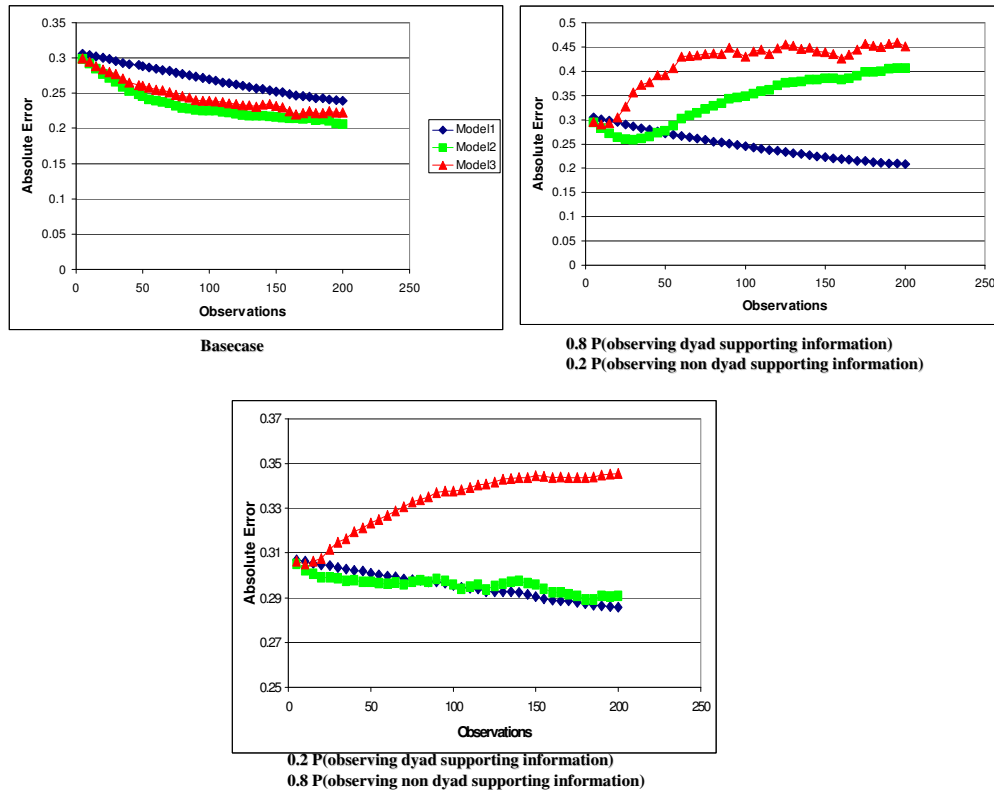 0.35
0.3
0.25
0.2
0.15
0.1
0.05
0
Absolute Error
0 50 100 150 200 250
Observations
Model1
Model2
Model3
Basecase
0.5
0.45
0.4
0.35
0.3
0.25
0.2
0.15
0.1
0.05
0
Absolute Error
0 50 100 150 200 250
Observations
0.8 P(observing dyad supporting information)
0.2 P(observing non dyad supporting information)
0.37
0.35
0.33
0.31
0.29
0.27
0.25
Absolute Error
0 50 100 150 200 250
Observations
0.2 P(observing dyad supporting information)
0.8 P(observing non dyad supporting information)